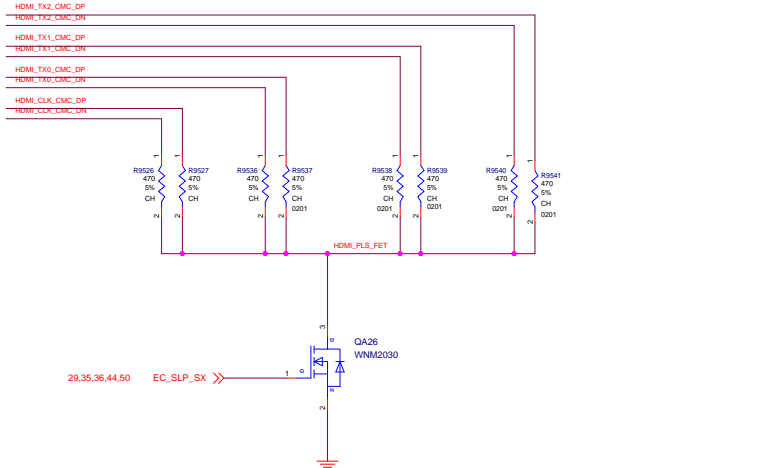 HDMI_TX2_CMC_DP
HDMI_TX2_CMC_DN
HDMI_TX1_CMC_DP
HDMI_TX1_CMC_DN
HDMI_TX0_CMC_DP
HDMI_TX0_CMC_DN
HDMI_CLK_CMC_DP
HDMI_CLK_CMC_DN
1 1 1 1 1 1 1 1
R9526 R9527 R9536 R9537 R9538 R9539 R9540 R9541
470 470 470 470 470 470 470 470
5% 5% 5% 5% 5% 5% 5% 5%
CH CH CH CH CH CH CH CH
0201 0201 0201 0201 0201
2 2 2 2 2 2 2 2
HDMI_PLS_FET
3
D
QA26
WNM2030
29,35,36,44,50 EC_SLP_SX 1
G
S
2